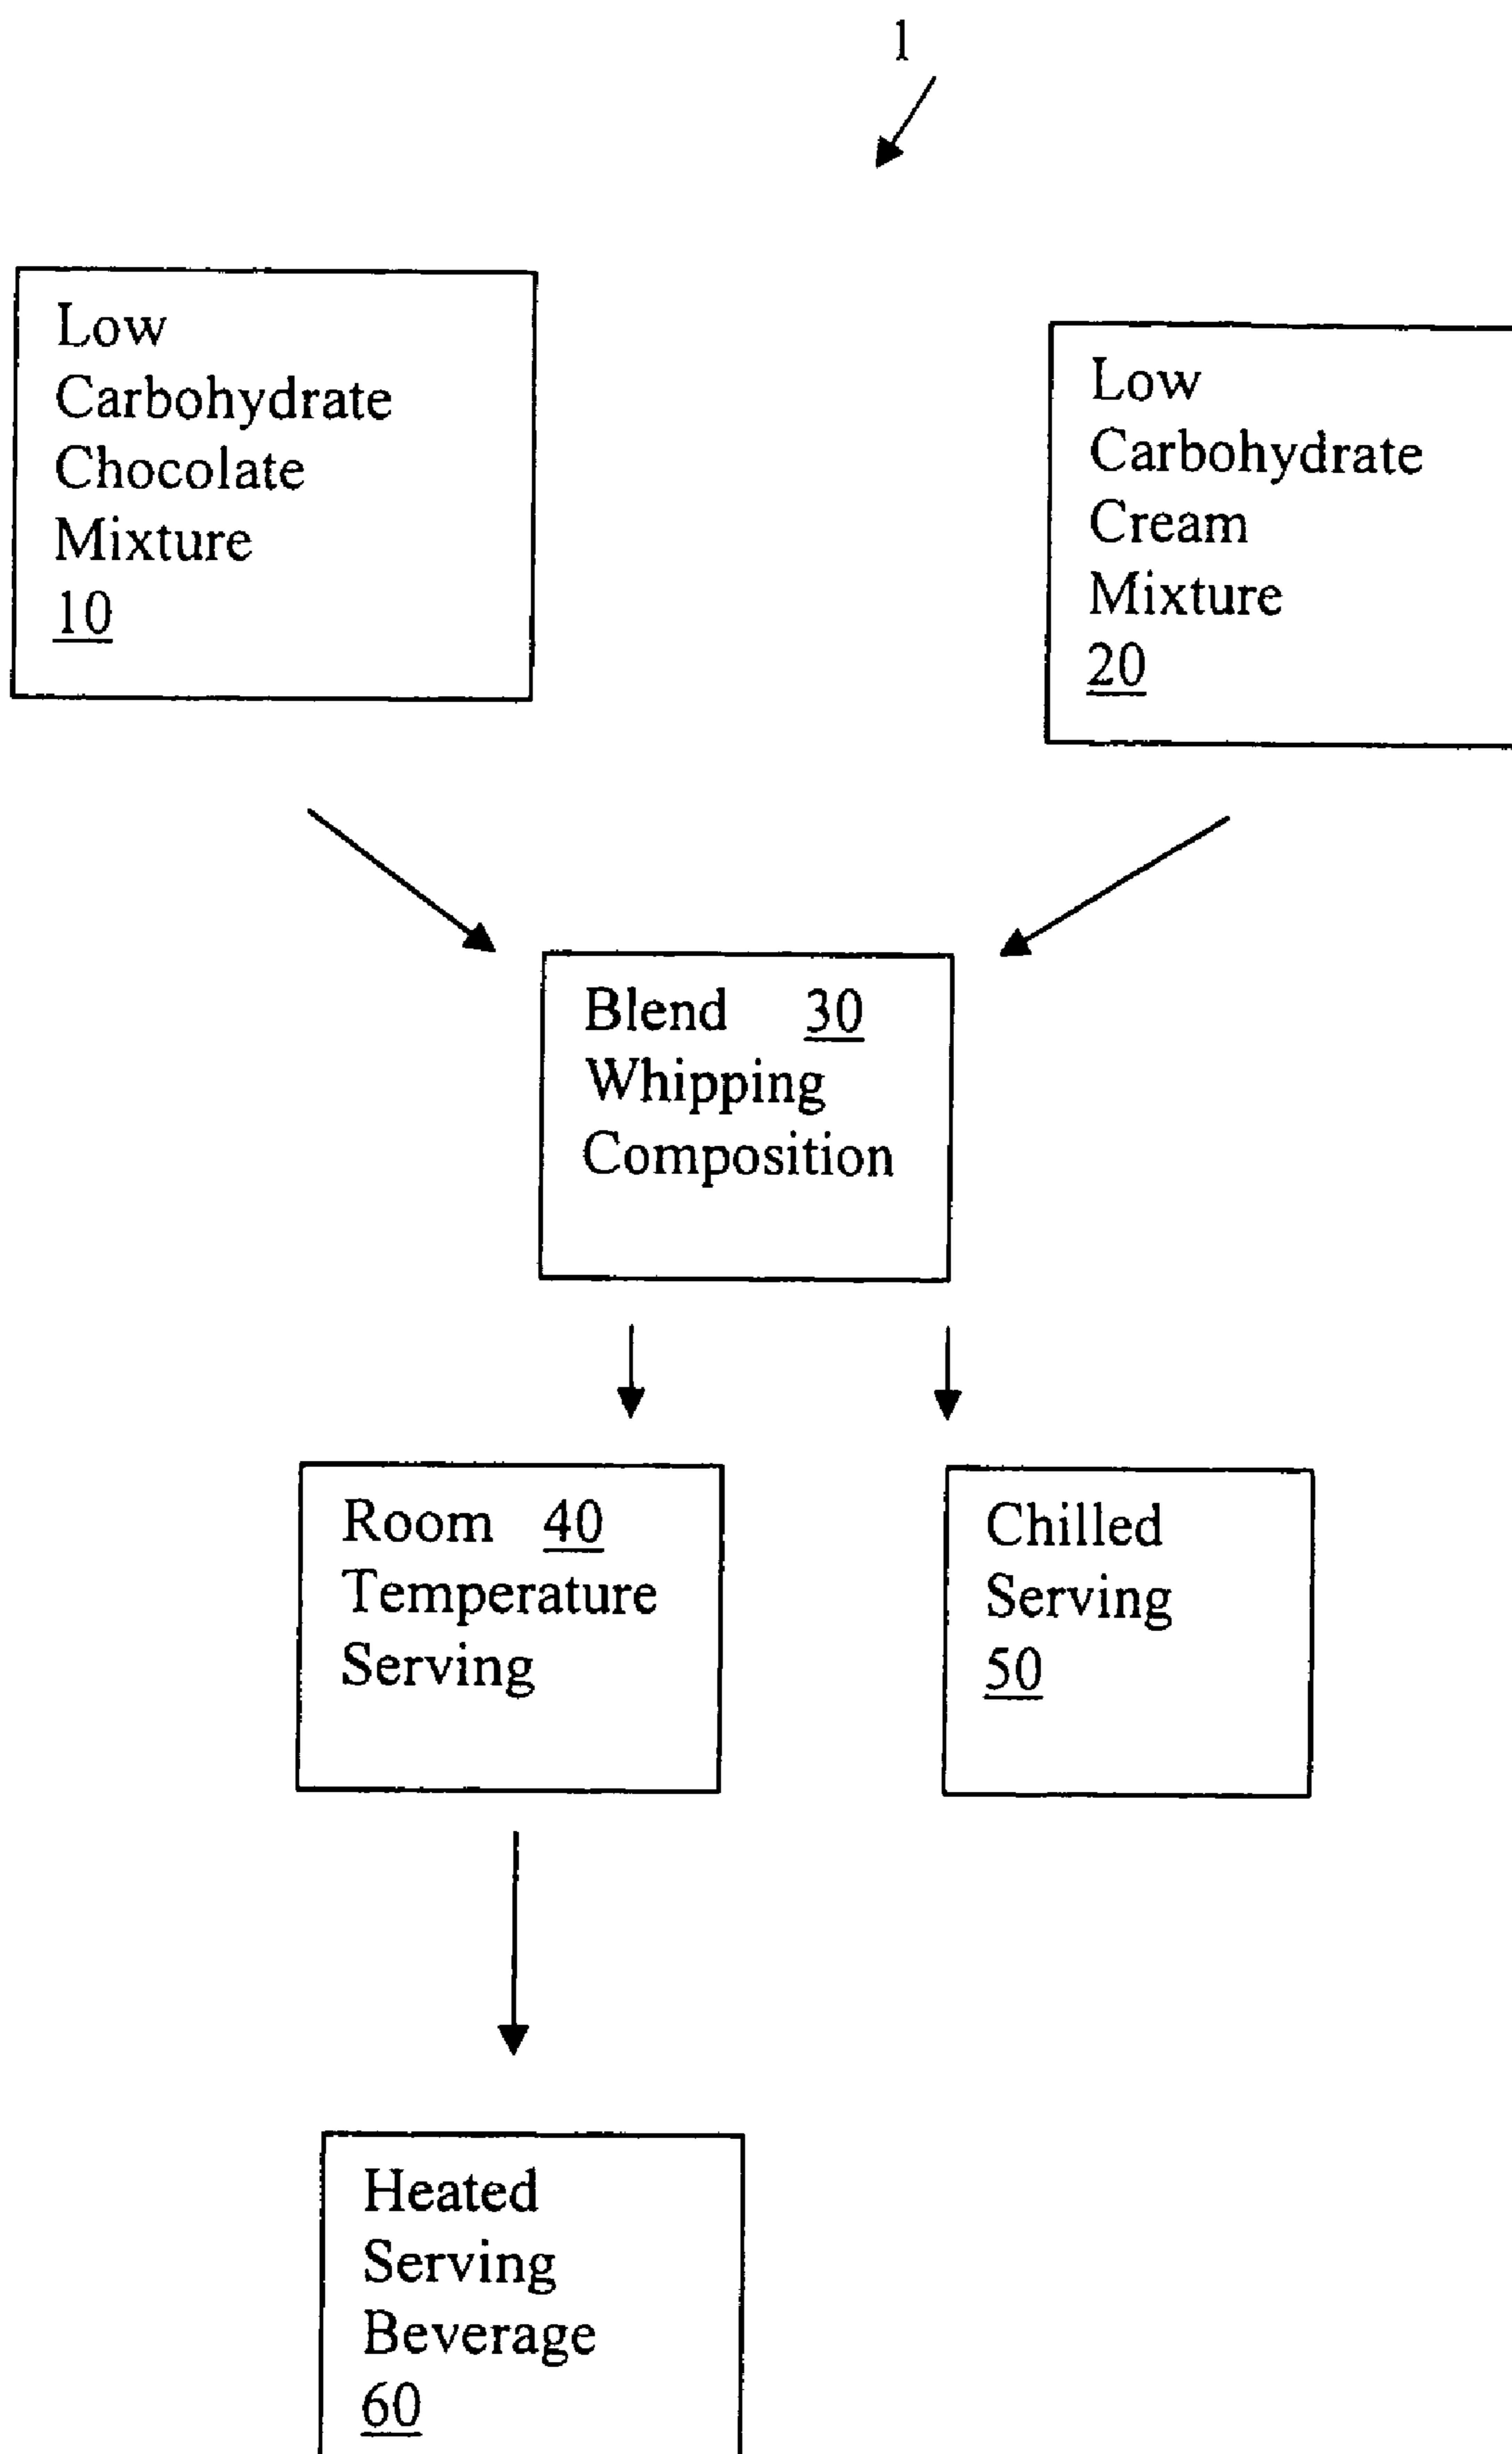 1
Low
Carbohydrate
Chocolate
Mixture
10
Low
Carbohydrate
Cream
Mixture
20
Blend 30
Whipping
Composition
Room 40
Temperature
Serving
Chilled
Serving
50
Heated
Serving
Beverage
60